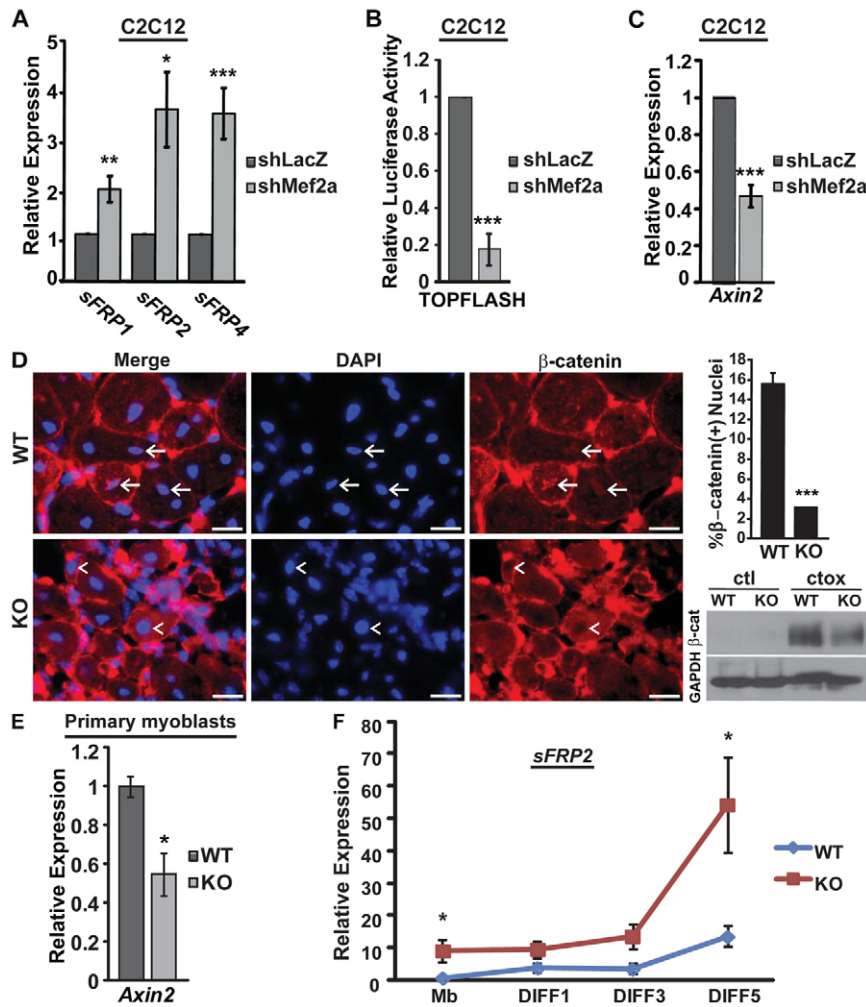 A
C2C12
Relative Expression
5
4
3
2
1
0
**
*
***
shLacZ
shMef2a
sFRP1
sFRP2
sFRP4
B
C2C12
Relative Luciferase Activity
1.2
1
0.8
0.6
0.4
0.2
0
***
shLacZ
shMef2a
TOPFLASH
C
C2C12
Relative Expression
1.2
1
0.8
0.6
0.4
0.2
0
***
shLacZ
shMef2a
Axin2
D
Merge
DAPI
β-catenin
WT
KO
%β-catenin(+) Nuclei
18
16
14
12
10
8
6
4
2
0
***
WT KO
ctl
ctox
WT KO WT KO
β-cat
GAPDH
E
Primary myoblasts
Relative Expression
1.2
1
0.8
0.6
0.4
0.2
0
*
WT
KO
Axin2
F
sFRP2
Relative Expression
80
70
60
50
40
30
20
10
0
*
*
WT
KO
Mb DIFF1 DIFF3 DIFF5